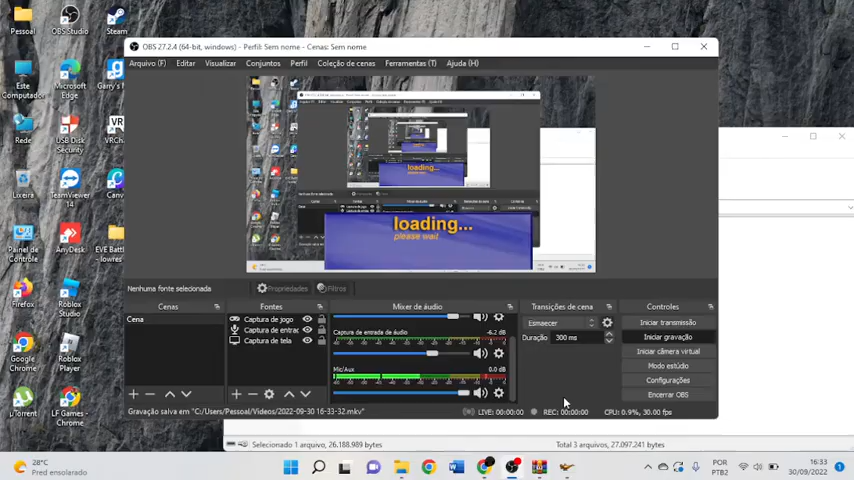 Pessoal
OBS Studio
Steam
Este Computador
Microsoft Edge
Garry's
Rede
USB Disk Security
VRCh
Lixeira
TeamViewer 14
Canv
Painel de Controle
AnyDesk
EVE Battl
- lowres
Firefox
Roblox Studio
Google Chrome
Roblox Player
µTorrent
LF Games - Chrome
OBS 27.2.4 (64-bit, windows) - Perfil: Sem nome - Cenas: Sem nome
Arquivo (F) Editar Visualizar Conjuntos Perfil Coleção de cenas Ferramentas (T) Ajuda (H)
loading...
please wait
loading...
please wait
Nenhuma fonte selecionada
Propriedades Filtros
Cenas Fontes Mixer de áudio Transições de cena Controles
Cena
Captura de jogo
Captura de entrac
Captura de tela
Captura de entrada de áudio -6.2 dB
Mic/Aux 0.0 dB
Esmaecer
Duração 300 ms
Iniciar transmissão
Iniciar gravação
Iniciar câmera virtual
Modo estúdio
Configurações
Encerrar OBS
Gravação salva em "C:/Users/Pessoal/Videos/2022-09-30 16-33-32.mkv"
LIVE: 00:00:00 REC: 00:00:00 CPU: 0.9%, 30.00 fps
Selecionado 1 arquivo, 26.188.989 bytes Total 3 arquivos, 27.097.241 bytes
28°C
Pred ensolarado
POR
PTB2
16:33
30/09/2022